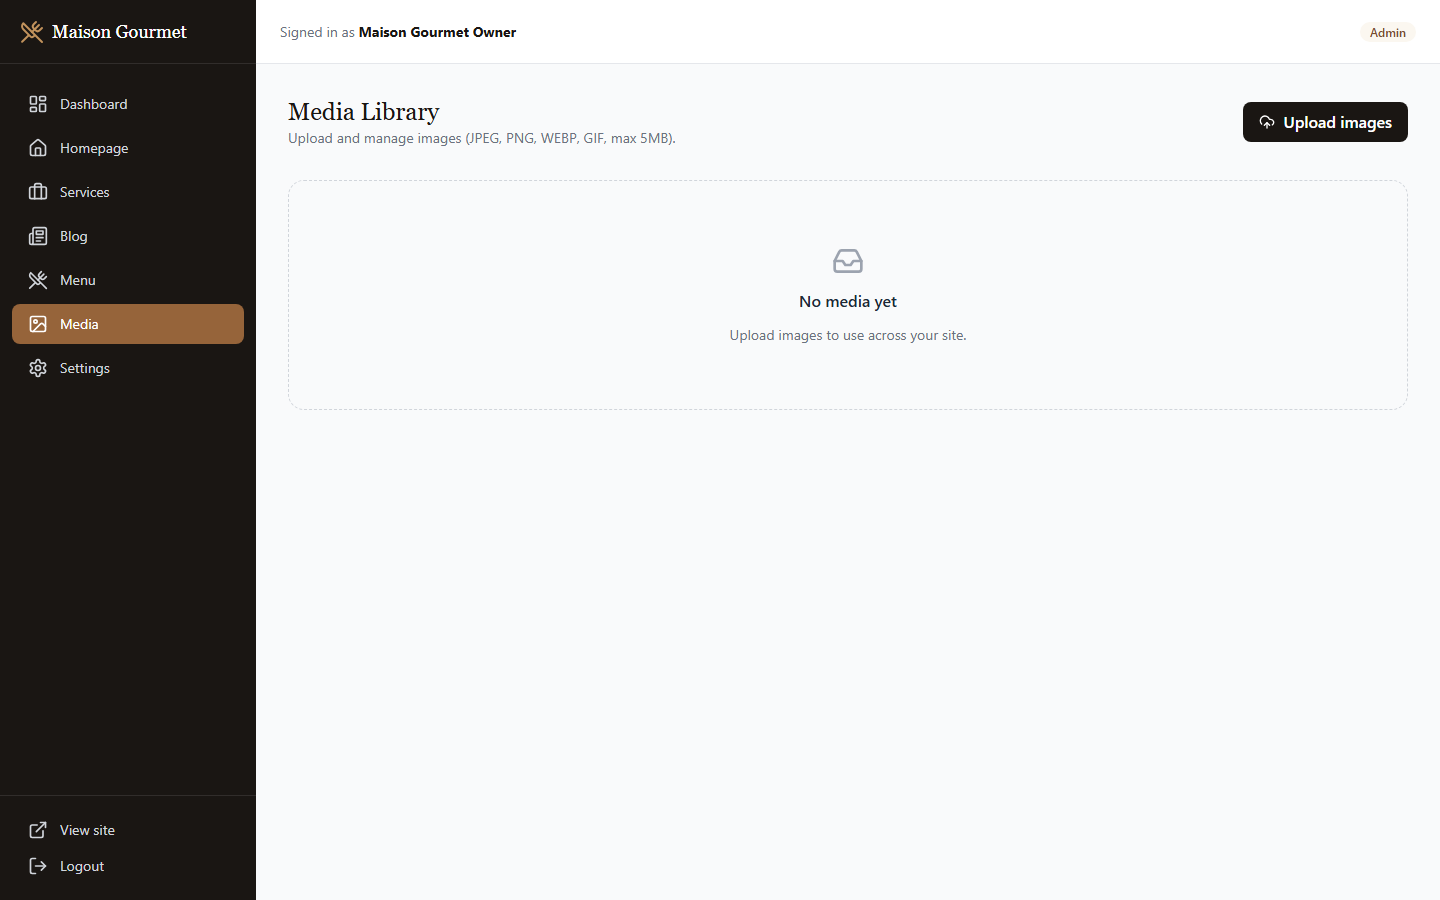 Maison Gourmet
Signed in as Maison Gourmet Owner
Admin
Dashboard
Homepage
Services
Blog
Menu
Media
Settings
View site
Logout
Media Library
Upload and manage images (JPEG, PNG, WEBP, GIF, max 5MB).
Upload images
No media yet
Upload images to use across your site.